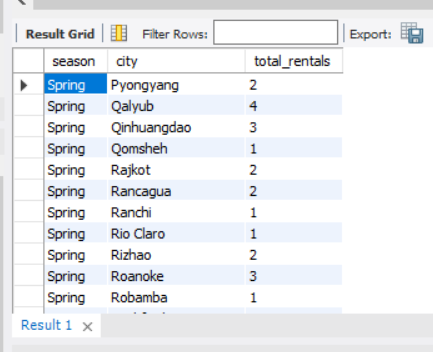 Result Grid Filter Rows: Export:
season city total_rentals
Spring Pyongyang 2
Spring Qalyub 4
Spring Qinhuangdao 3
Spring Qomsheh 1
Spring Rajkot 2
Spring Rancagua 2
Spring Ranchi 1
Spring Rio Claro 1
Spring Rizhao 2
Spring Roanoke 3
Spring Robamba 1
Result 1